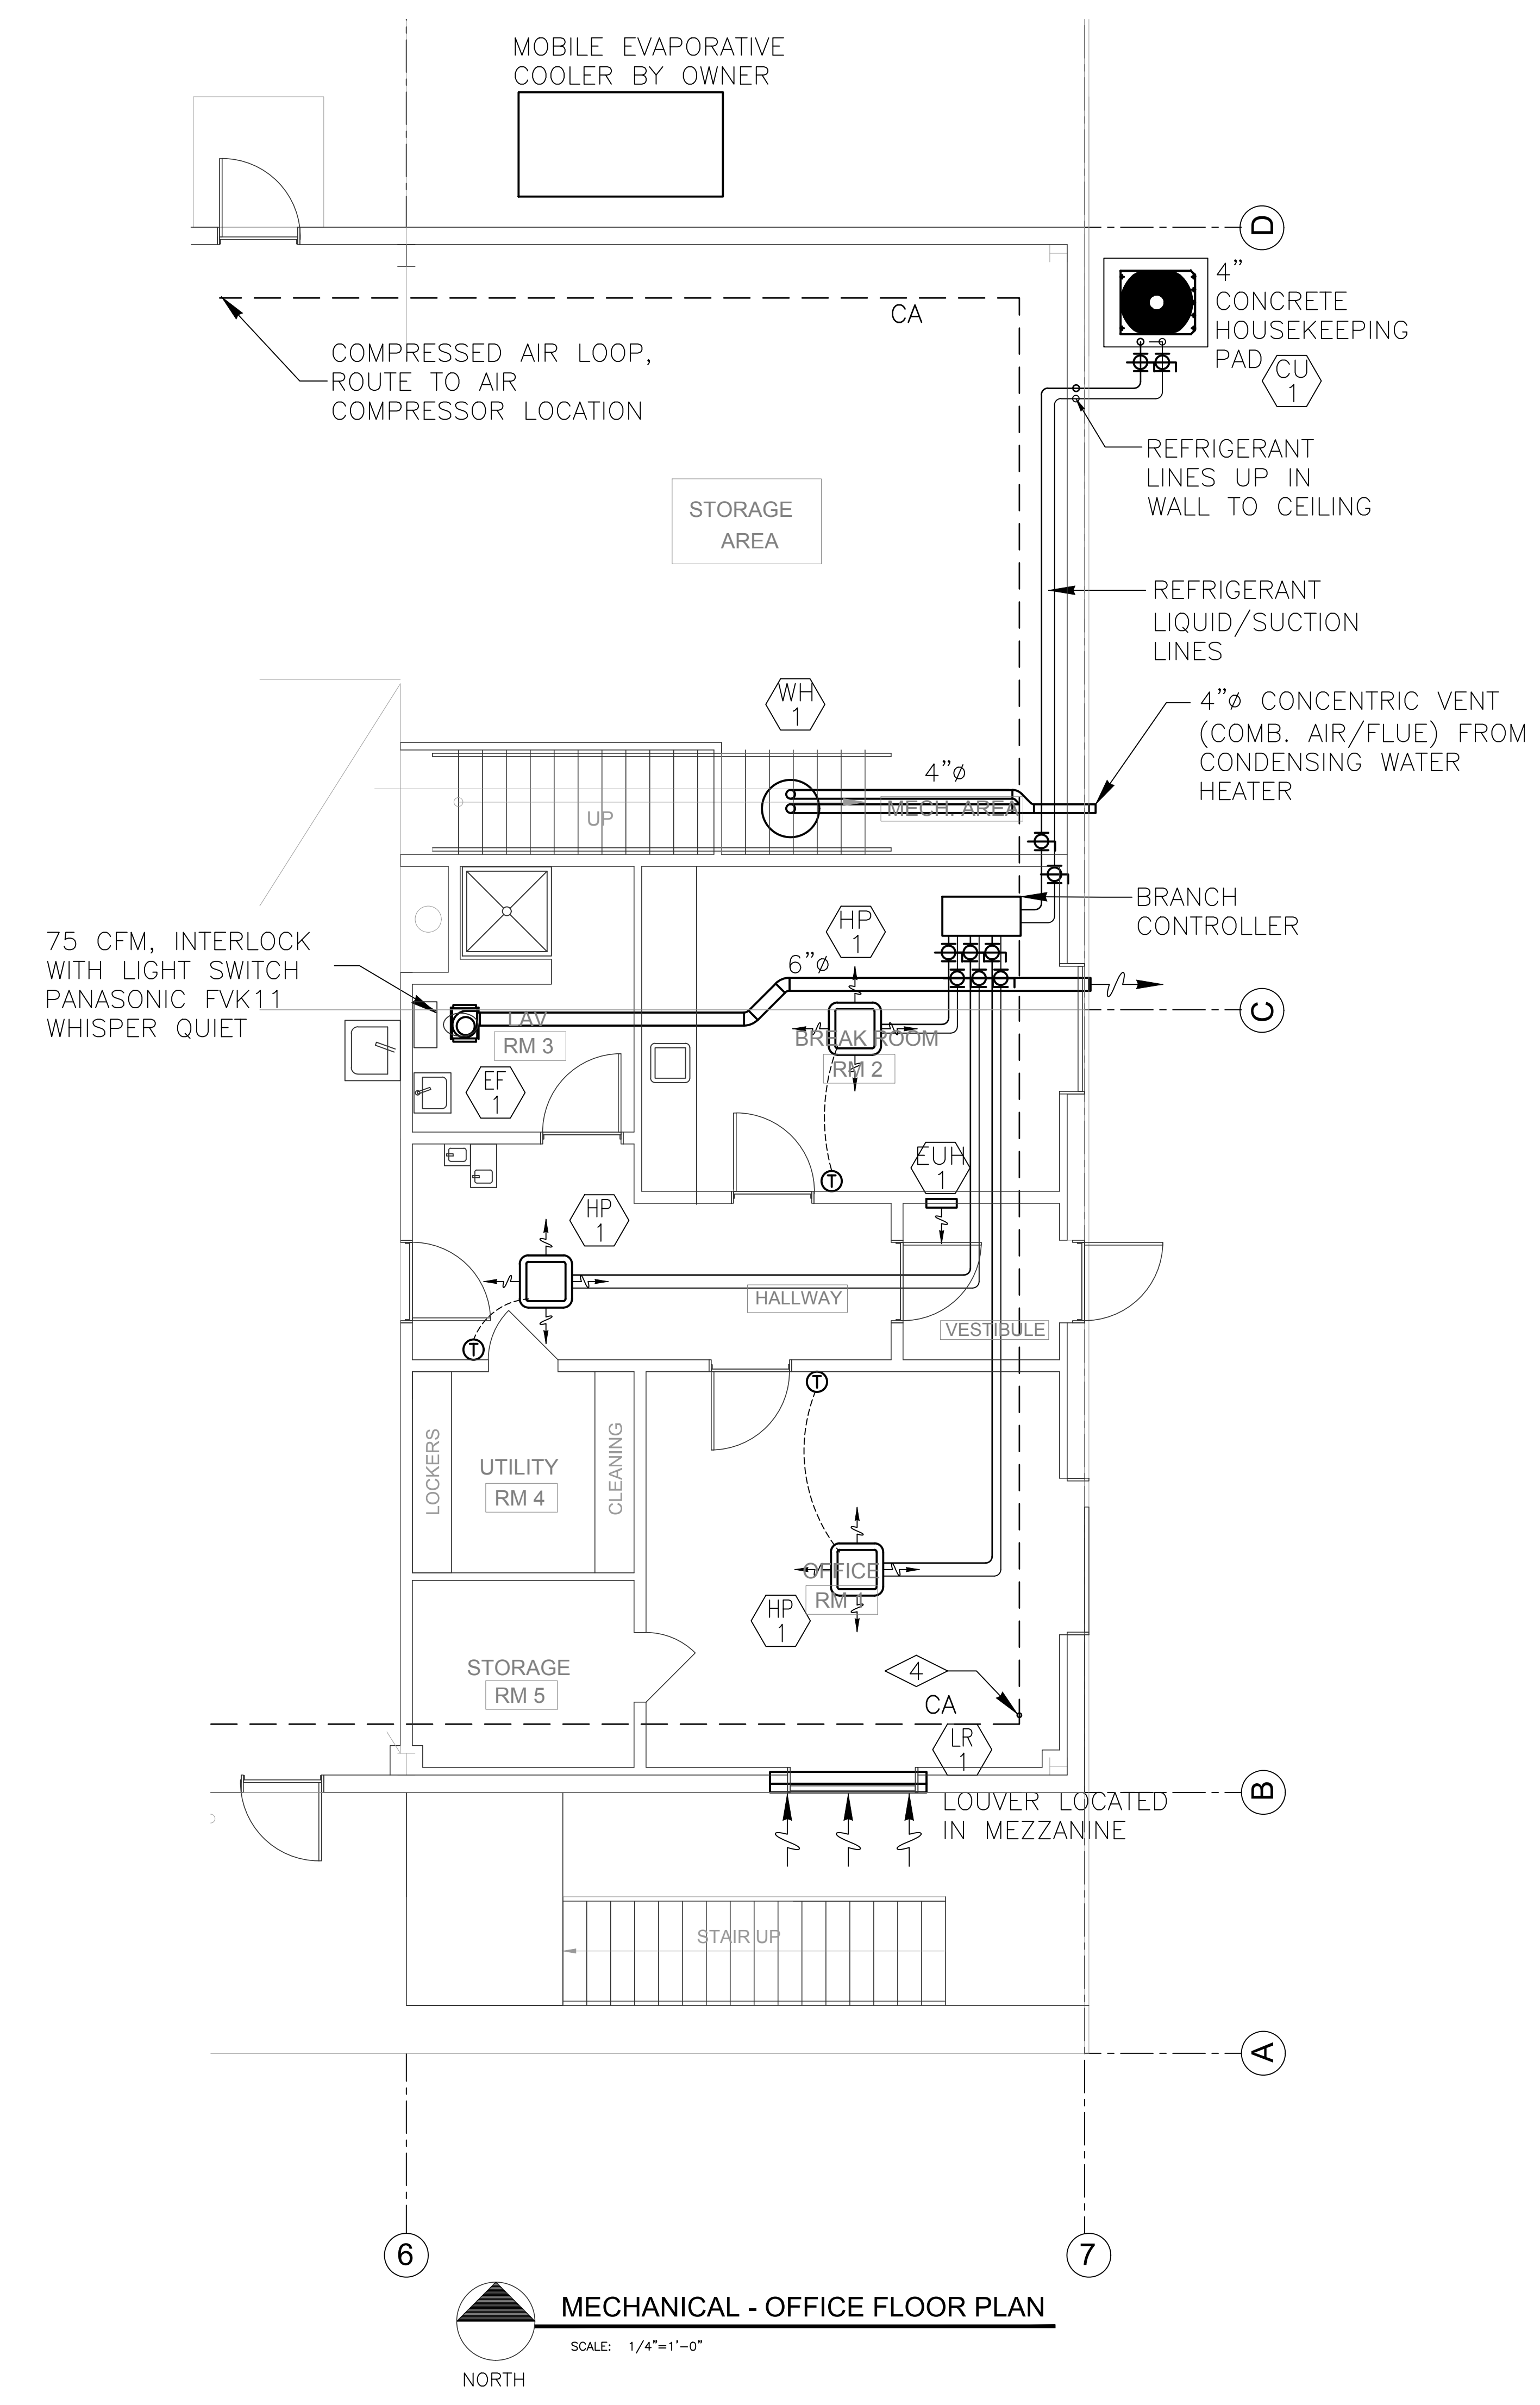 MOBILE EVAPORATIVE
COOLER BY OWNER
D
4"
CONCRETE
HOUSEKEEPING
PAD
CU
1
CA
COMPRESSED AIR LOOP,
ROUTE TO AIR
COMPRESSOR LOCATION
REFRIGERANT
LINES UP IN
WALL TO CEILING
STORAGE
AREA
REFRIGERANT
LIQUID/SUCTION
LINES
WH
1
4"ø CONCENTRIC VENT
(COMB. AIR/FLUE) FROM
CONDENSING WATER
HEATER
4"ø
MECH. AREA
UP
BRANCH
CONTROLLER
HP
1
75 CFM, INTERLOCK
WITH LIGHT SWITCH
PANASONIC FVK11
WHISPER QUIET
6"ø
C
LAV
RM 3
BREAK ROOM
RM 2
EF
1
EUH
1
T
HP
1
HALLWAY
VESTIBULE
T
T
LOCKERS
UTILITY
RM 4
CLEANING
OFFICE
RM 1
HP
1
STORAGE
RM 5
4
CA
LR
1
B
LOUVER LOCATED
IN MEZZANINE
STAIR UP
A
6
7
MECHANICAL - OFFICE FLOOR PLAN
SCALE: 1/4"=1'-0"
NORTH